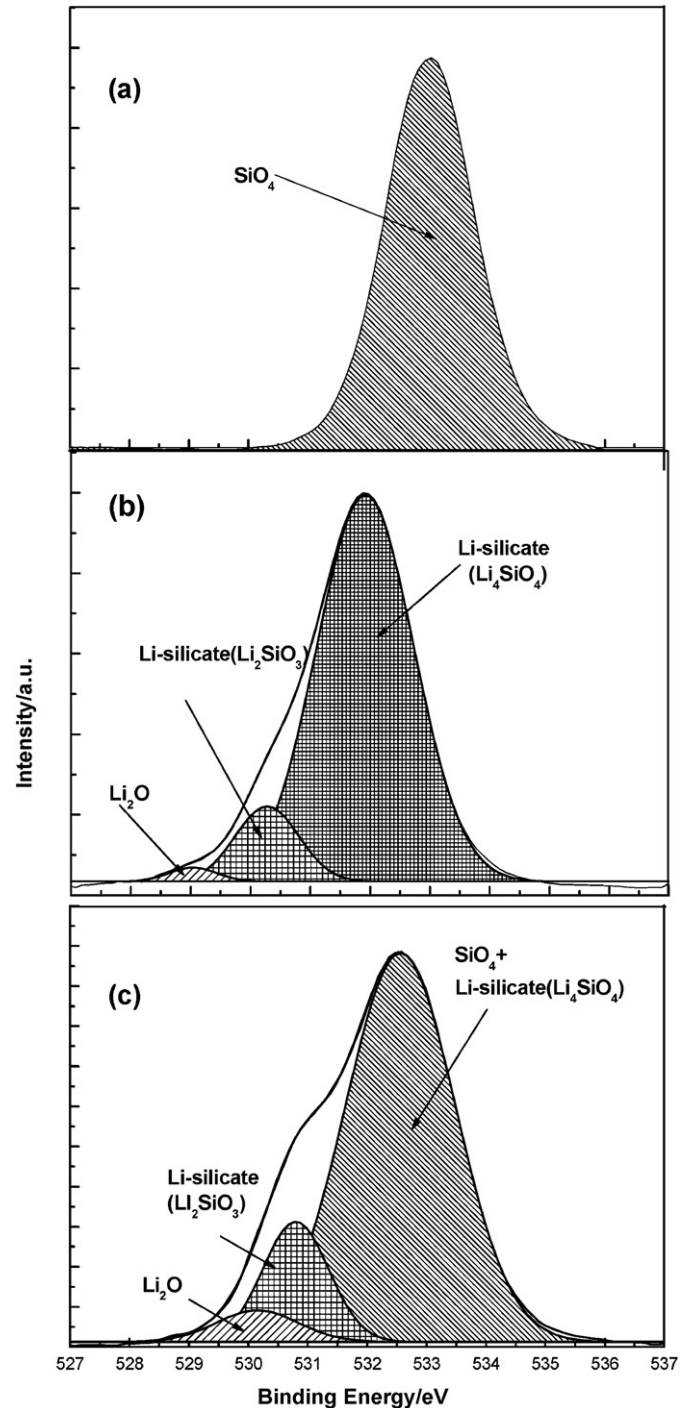 (a)
SiO₄
(b)
Li-silicate
(Li₄SiO₄)
Li-silicate(Li₂SiO₃)
Li₂O
Intensity/a.u.
(c)
SiO₄+
Li-silicate(Li₄SiO₄)
Li-silicate
(LI₂SiO₃)
Li₂O
527 528 529 530 531 532 533 534 535 536 537
Binding Energy/eV